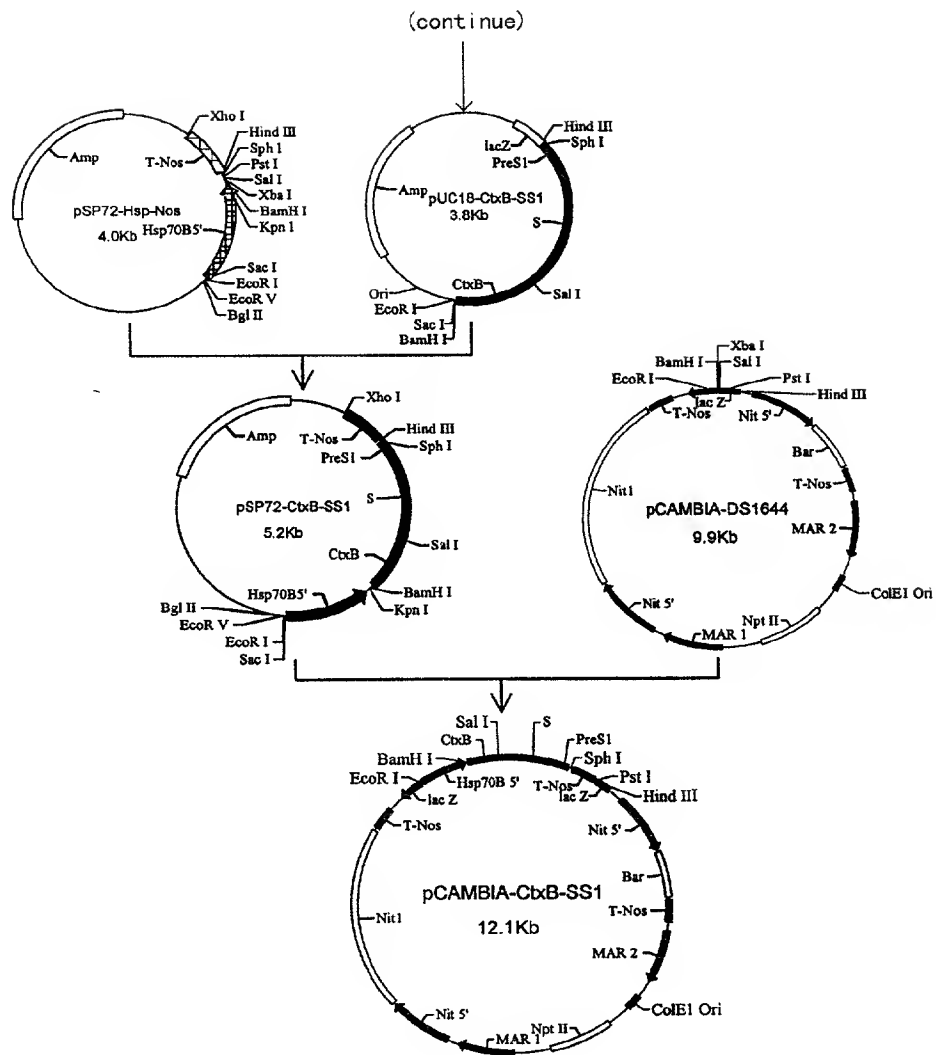 (continue)
Xho I
Hind III
Sph 1
Pst I
Sal I
Xba I
BamH I
Kpn 1
T-Nos
Amp
pSP72-Hsp-Nos
4.0Kb
Hsp70B5'
Sac I
EcoR I
EcoR V
Bgl II
Hind III
Sph I
lacZ
PreS1
Amp
pUC18-CtxB-SS1
3.8Kb
S
CtxB
Sal I
Ori
EcoR I
Sac I
BamH I
Xho I
Hind III
Sph I
Amp
T-Nos
PreS1
S
pSP72-CtxB-SS1
5.2Kb
Sal I
CtxB
Hsp70B5'
BamH I
Kpn I
Bgl II
EcoR V
EcoR I
Sac I
Xba I
BamH I
Sal I
EcoR I
Pst I
lac Z
Hind III
T-Nos
Nit 5'
Bar
T-Nos
Nit1
pCAMBIA-DS1644
9.9Kb
MAR 2
ColE1 Ori
Nit 5'
Npt II
MAR 1
Sal I
S
CtxB
PreS1
BamH I
Sph I
EcoR I
Hsp70B 5'
T-Nos
Pst I
lac Z
lac Z
Hind III
T-Nos
Nit 5'
Bar
pCAMBIA-CtxB-SS1
Nit1
T-Nos
12.1Kb
MAR 2
ColE1 Ori
Nit 5'
Npt II
MAR 1